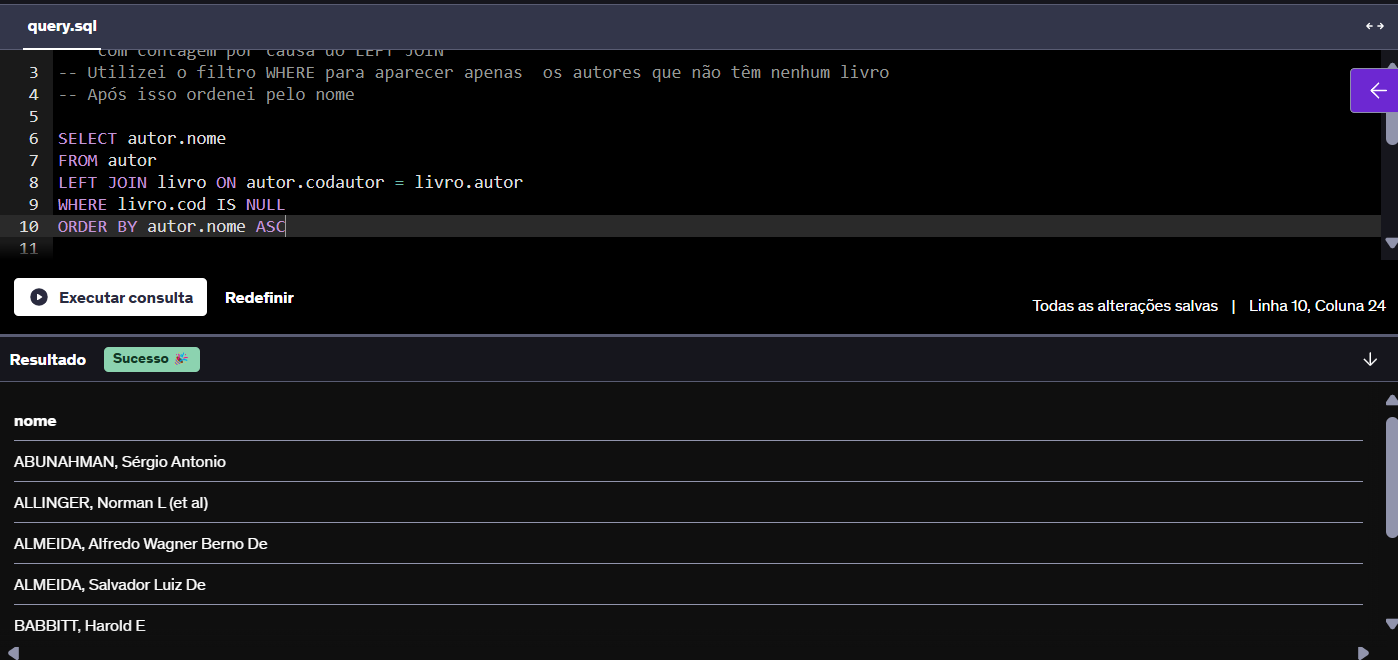 query.sql
com contagem por causa do LEFT JOIN
3 -- Utilizei o filtro WHERE para aparecer apenas  os autores que não têm nenhum livro
4 -- Após isso ordenei pelo nome
5
6 SELECT autor.nome
7 FROM autor
8 LEFT JOIN livro ON autor.codautor = livro.autor
9 WHERE livro.cod IS NULL
10 ORDER BY autor.nome ASC
11
Executar consulta Redefinir
Todas as alterações salvas | Linha 10, Coluna 24
Resultado Sucesso 🎉
nome
ABUNAHMAN, Sérgio Antonio
ALLINGER, Norman L (et al)
ALMEIDA, Alfredo Wagner Berno De
ALMEIDA, Salvador Luiz De
BABBITT, Harold E